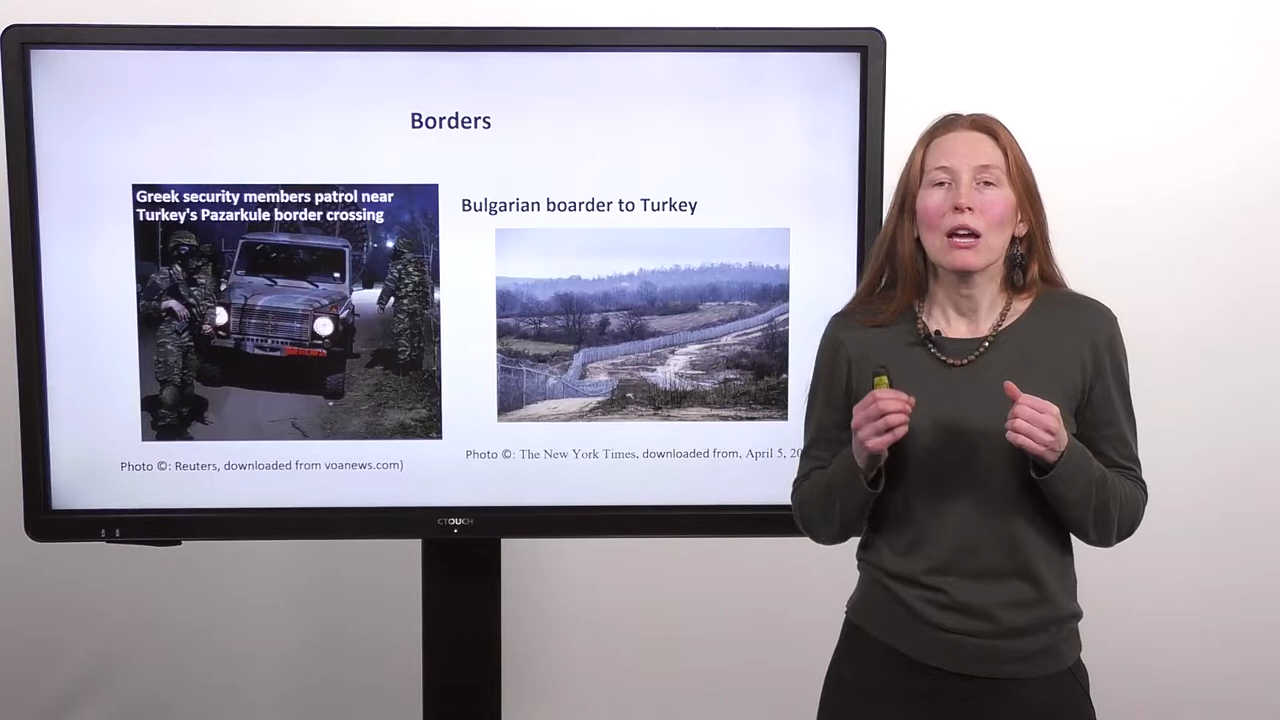 Borders
Greek security members patrol near
Turkey's Pazarkule border crossing
Bulgarian boarder to Turkey
Photo ©: Reuters, downloaded from voanews.com)
Photo ©: The New York Times, downloaded from, April 5, 20
CTOUCH